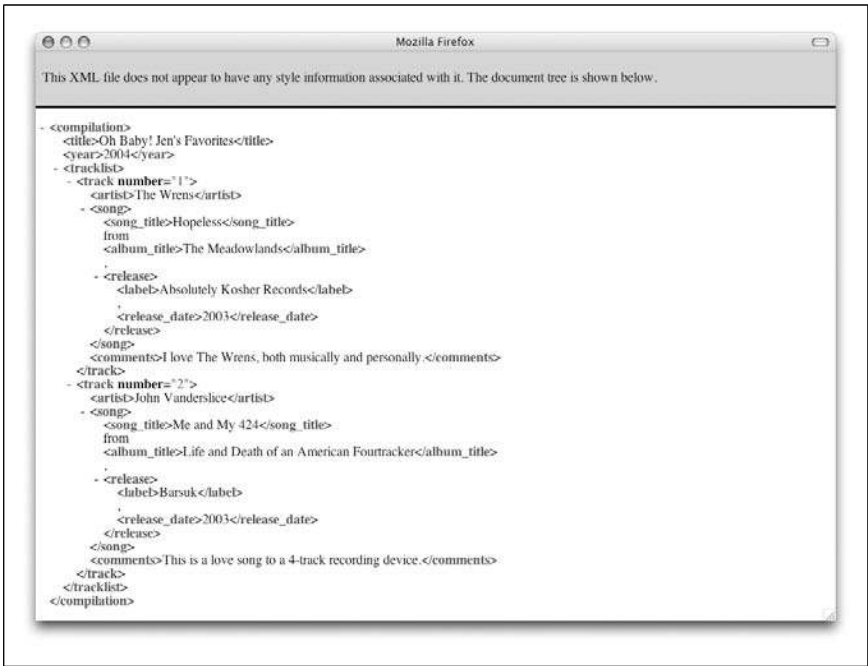 Mozilla Firefox
This XML file does not appear to have any style information associated with it. The document tree is shown below.
- <compilation>
<title>Oh Baby! Jen's Favorites</title>
<year>2004</year>
- <tracklist>
- <track number="1">
<artist>The Wrens</artist>
- <song>
<song_title>Hopeless</song_title>
from
<album_title>The Meadowlands</album_title>
,
- <release>
<label>Absolutely Kosher Records</label>
,
<release_date>2003</release_date>
</release>
</song>
<comments>I love The Wrens, both musically and personally.</comments>
</track>
- <track number="2">
<artist>John Vanderslice</artist>
- <song>
<song_title>Me and My 424</song_title>
from
<album_title>Life and Death of an American Fourtracker</album_title>
,
- <release>
<label>Barsuk</label>
,
<release_date>2003</release_date>
</release>
</song>
<comments>This is a love song to a 4-track recording device.</comments>
</track>
</tracklist>
</compilation>